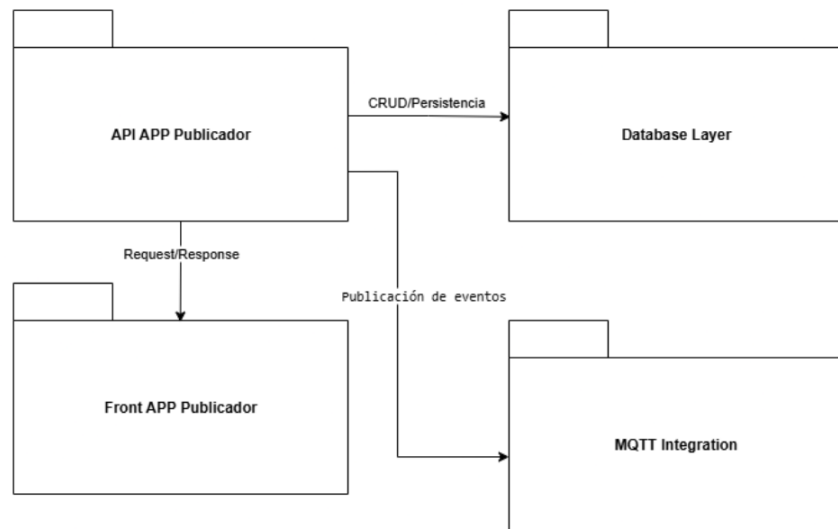 API APP Publicador
CRUD/Persistencia
Database Layer
Request/Response
Publicación de eventos
Front APP Publicador
MQTT Integration